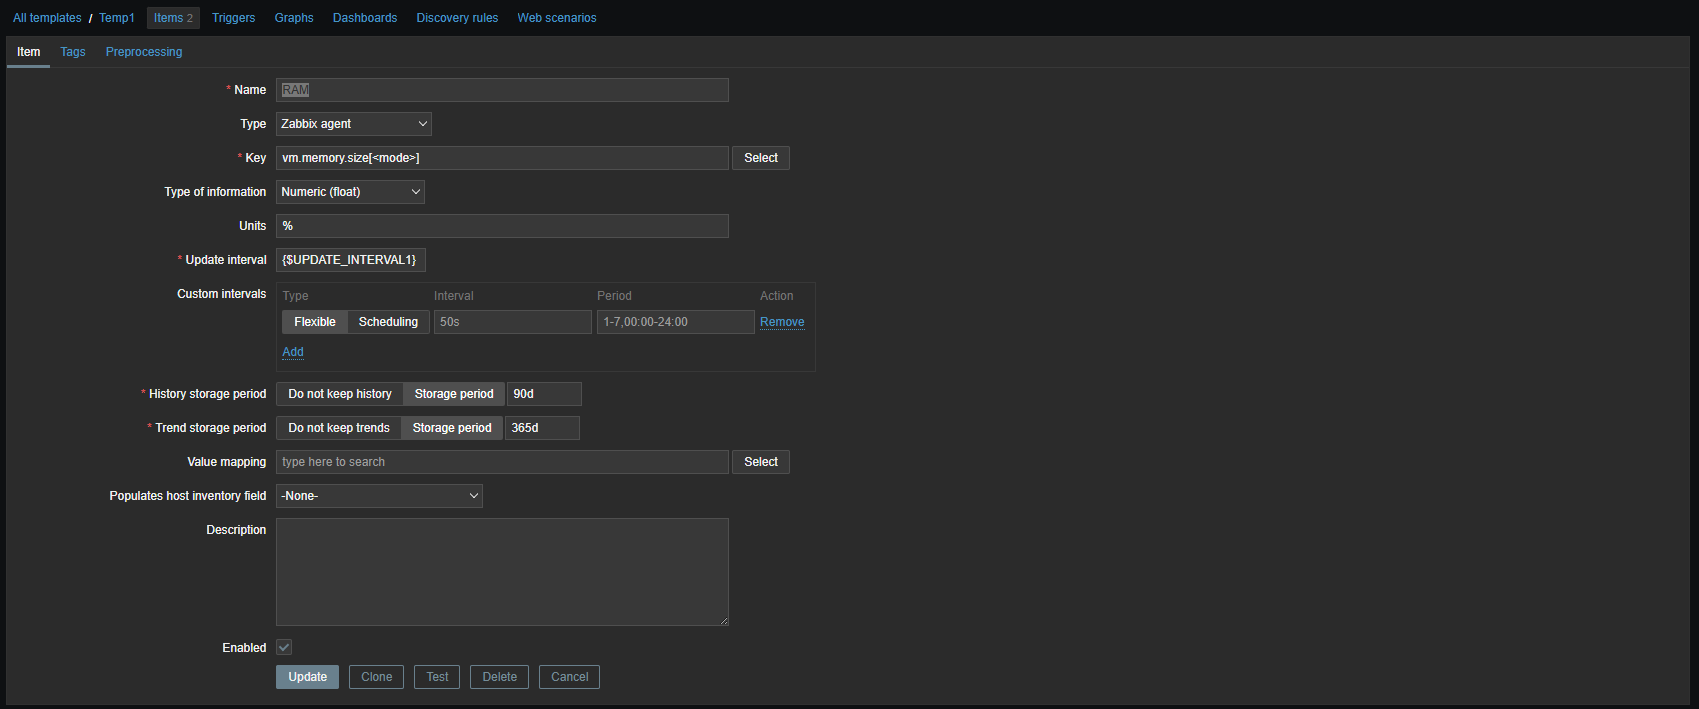 All templates / Temp1 Items 2 Triggers Graphs Dashboards Discovery rules Web scenarios
Item Tags Preprocessing
* Name RAM
Type Zabbix agent
* Key vm.memory.size[<mode>] Select
Type of information Numeric (float)
Units %
* Update interval {$UPDATE_INTERVAL1}
Custom intervals Type Interval Period Action
Flexible Scheduling 50s 1-7,00:00-24:00 Remove
Add
* History storage period Do not keep history Storage period 90d
* Trend storage period Do not keep trends Storage period 365d
Value mapping type here to search Select
Populates host inventory field -None-
Description
Enabled
Update Clone Test Delete Cancel